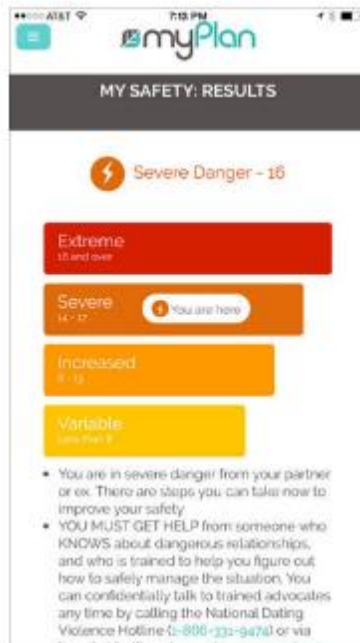 AT&T 7:13 PM
myPlan
MY SAFETY: RESULTS
Severe Danger - 16
Extreme
18 and over
Severe
14 - 17
You are here
Increased
8 - 13
Variable
Less than 8
• You are in severe danger from your partner
or ex. There are steps you can take now to
improve your safety
• YOU MUST GET HELP from someone who
KNOWS about dangerous relationships,
and who is trained to help you figure out
how to safely manage the situation. You
can confidentially talk to trained advocates
any time by calling the National Dating
Violence Hotline (1-866-331-9474) or via